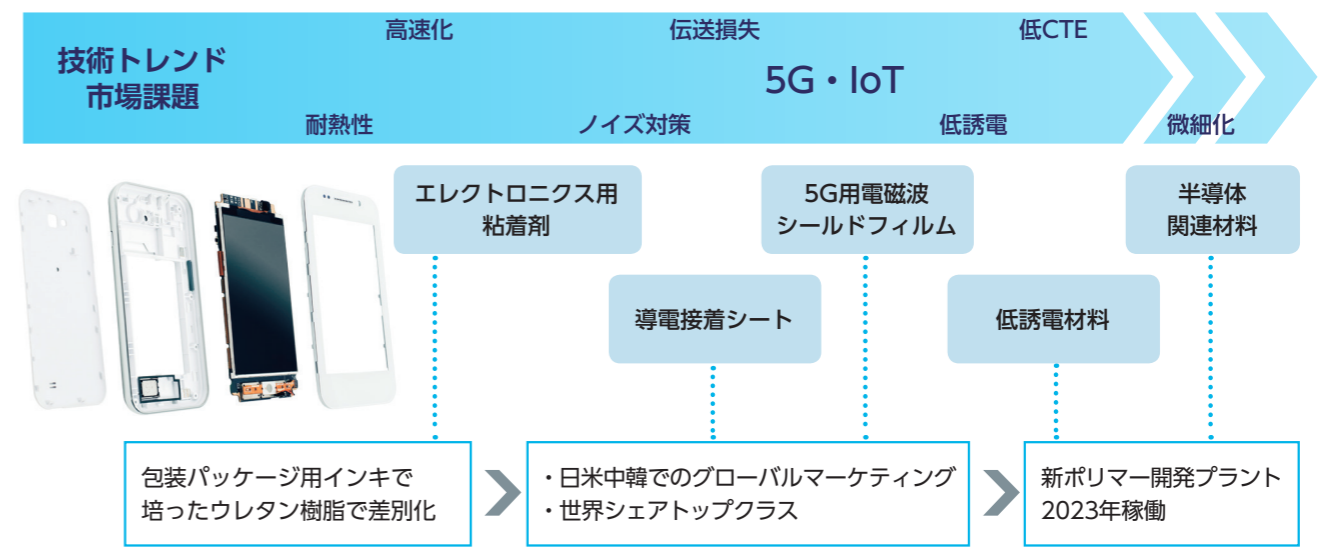 高速化
伝送損失
低CTE
技術トレンド
市場課題
5G・IoT
耐熱性
ノイズ対策
低誘電
微細化
エレクトロニクス用
粘着剤
5G用電磁波
シールドフィルム
半導体
関連材料
導電接着シート
低誘電材料
包装パッケージ用インキで
培ったウレタン樹脂で差別化
・日米中韓でのグローバルマーケティング
・世界シェアトップクラス
新ポリマー開発プラント
2023年稼働